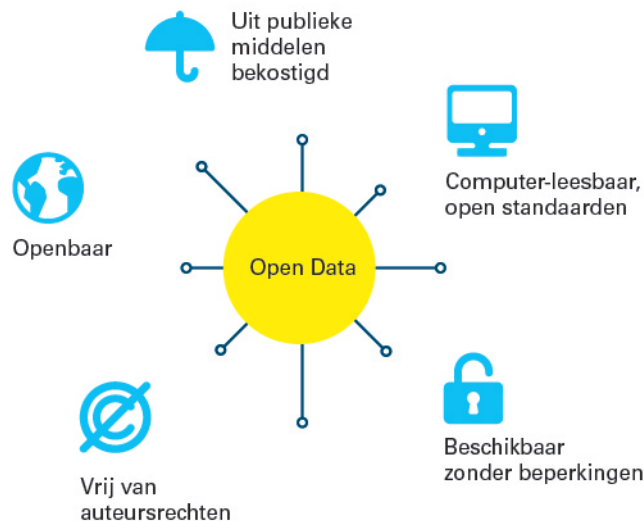 Uit publieke
middelen
bekostigd
Computer-leesbaar,
open standaarden
Openbaar
Open Data
Beschikbaar
zonder beperkingen
Vrij van
auteursrechten